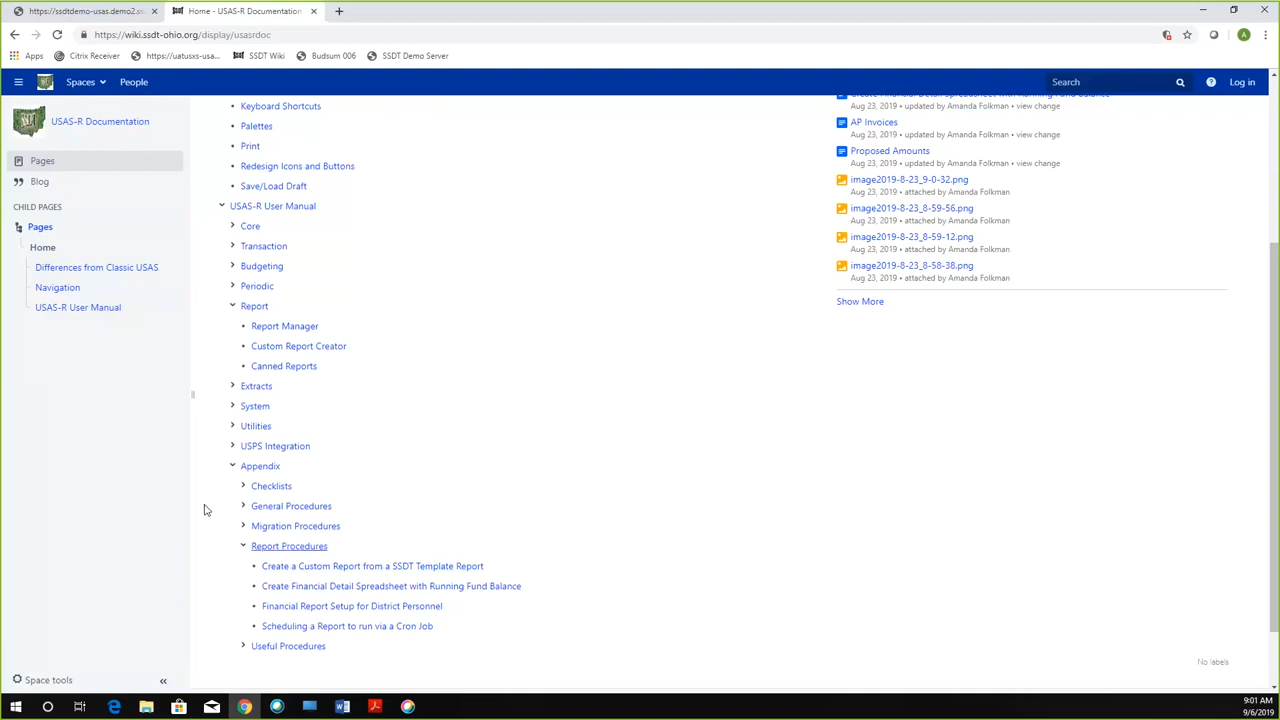 https://ssdtdemo-usas.demo2.ss
Home - USAS-R Documentation
https://wiki.ssdt-ohio.org/display/usasrdoc
Apps
Citrix Receiver
https://uatusxs-usa...
SSDT Wiki
Budsum 006
SSDT Demo Server
Spaces
People
Search
Log in
USAS-R Documentation
Pages
Blog
CHILD PAGES
Pages
Home
Differences from Classic USAS
Navigation
USAS-R User Manual
Space tools
Keyboard Shortcuts
Palettes
Print
Redesign Icons and Buttons
Save/Load Draft
USAS-R User Manual
Core
Transaction
Budgeting
Periodic
Report
Report Manager
Custom Report Creator
Canned Reports
Extracts
System
Utilities
USPS Integration
Appendix
Checklists
General Procedures
Migration Procedures
Report Procedures
Create a Custom Report from a SSDT Template Report
Create Financial Detail Spreadsheet with Running Fund Balance
Financial Report Setup for District Personnel
Scheduling a Report to run via a Cron Job
Useful Procedures
Create Financial Detail Spreadsheet with Running Fund Balance
Aug 23, 2019 • updated by Amanda Folkman • view change
AP Invoices
Aug 23, 2019 • updated by Amanda Folkman • view change
Proposed Amounts
Aug 23, 2019 • updated by Amanda Folkman • view change
image2019-8-23_9-0-32.png
Aug 23, 2019 • attached by Amanda Folkman
image2019-8-23_8-59-56.png
Aug 23, 2019 • attached by Amanda Folkman
image2019-8-23_8-59-12.png
Aug 23, 2019 • attached by Amanda Folkman
image2019-8-23_8-58-38.png
Aug 23, 2019 • attached by Amanda Folkman
Show More
No labels
9:01 AM
9/6/2019